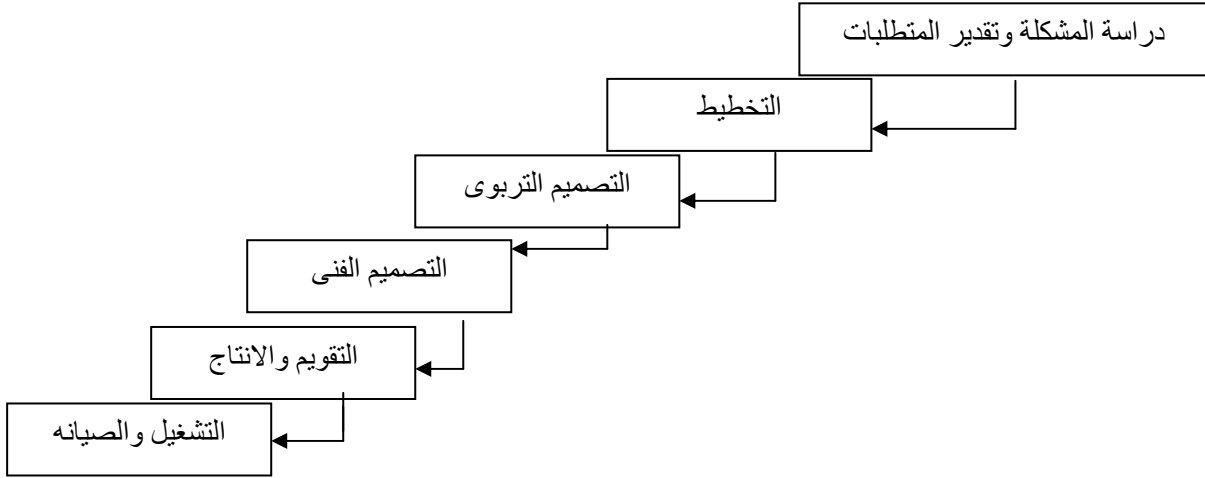 دراسة المشكلة وتقدير المتطلبات
التخطيط
التصميم التربوى
التصميم الفنى
التقويم والانتاج
التشغيل والصيانه